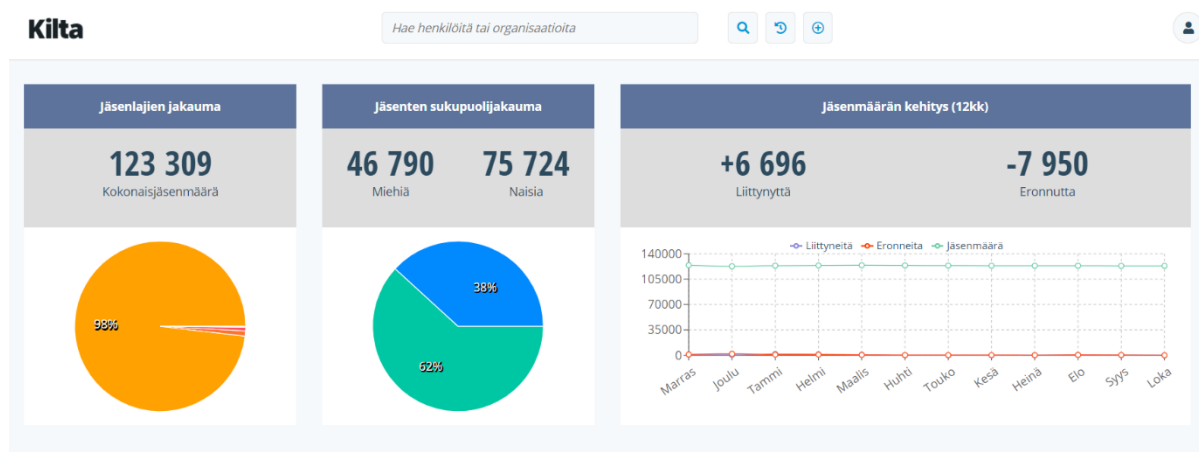 Kilta
Hae henkilöitä tai organisaatioita
Jäsenlajien jakauma
123 309
Kokonaisjäsenmäärä
98%
Jäsenten sukupuolijakauma
46 790 75 724
Miehiä Naisia
38%
62%
Jäsenmäärän kehitys (12kk)
+6 696 -7 950
Liittynyttä Eronnutta
Liittyneitä Eronneita Jäsenmäärä
140000
105000
70000
35000
0
Marras Joulu Tammi Helmi Maalis Huhti Touko Kesä Heinä Elo Syys Loka